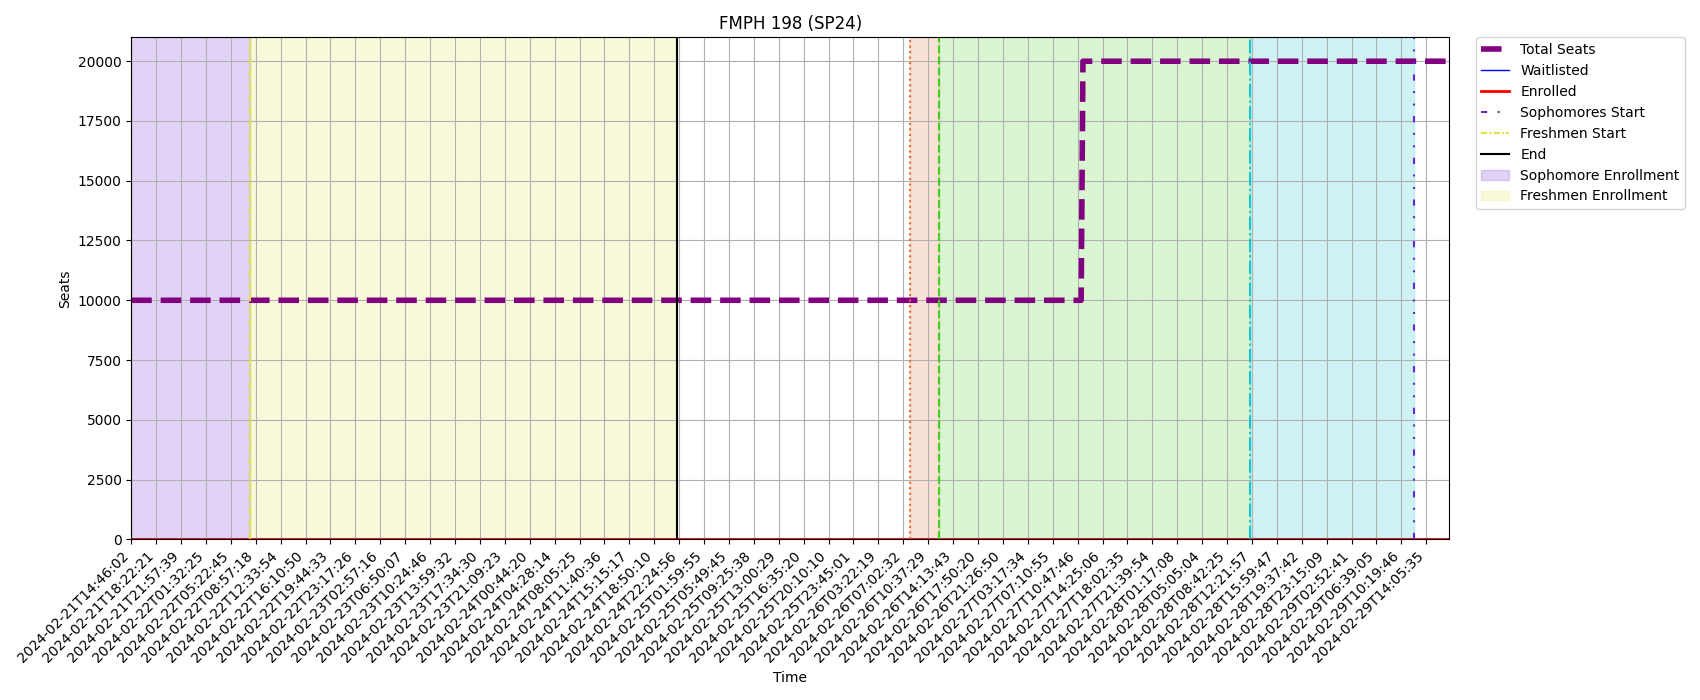 FMPH 198 (SP24)
Total Seats
Waitlisted
Enrolled
Sophomores Start
Freshmen Start
End
Sophomore Enrollment
Freshmen Enrollment
20000
17500
15000
12500
10000
7500
5000
2500
0
Seats
2024-02-21T14:46:02
2024-02-21T18:22:21
2024-02-21T21:57:39
2024-02-22T01:32:25
2024-02-22T05:22:45
2024-02-22T08:57:18
2024-02-22T12:33:54
2024-02-22T16:10:50
2024-02-22T19:44:33
2024-02-22T23:17:26
2024-02-23T02:57:16
2024-02-23T06:50:07
2024-02-23T10:24:46
2024-02-23T13:59:32
2024-02-23T17:34:30
2024-02-23T21:09:23
2024-02-24T00:44:20
2024-02-24T04:28:14
2024-02-24T08:05:25
2024-02-24T11:40:36
2024-02-24T15:15:17
2024-02-24T18:50:10
2024-02-24T22:24:56
2024-02-25T01:59:55
2024-02-25T05:49:45
2024-02-25T09:25:38
2024-02-25T13:00:29
2024-02-25T16:35:20
2024-02-25T20:10:10
2024-02-25T23:45:01
2024-02-26T03:22:19
2024-02-26T07:02:32
2024-02-26T10:37:29
2024-02-26T14:13:43
2024-02-26T17:50:20
2024-02-26T21:26:50
2024-02-27T03:17:34
2024-02-27T07:10:55
2024-02-27T10:47:46
2024-02-27T14:25:06
2024-02-27T18:02:35
2024-02-27T21:39:54
2024-02-28T01:17:08
2024-02-28T05:05:04
2024-02-28T08:42:25
2024-02-28T12:21:57
2024-02-28T15:59:47
2024-02-28T19:37:42
2024-02-28T23:15:09
2024-02-29T02:52:41
2024-02-29T06:39:05
2024-02-29T10:19:46
2024-02-29T14:05:35
Time